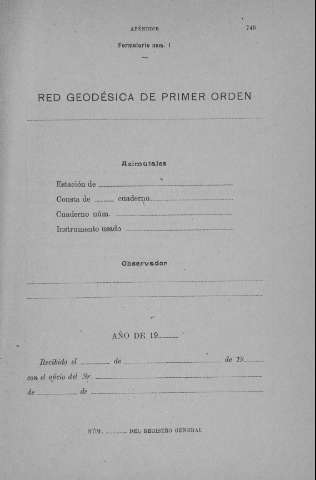 APÉNDICE 749
Formulario núm. 1
RED GEODÉSICA DE PRIMER ORDEN
Azimutales
Estación de
Consta de ........ cuaderno
Cuaderno núm.
Instrumento usado
Observador
AÑO DE 19
Recibido el ........ de ........ de 19
con el oficio del Sr.
de ........ de
NÚM. ........ DEL REGISTRO GENERAL